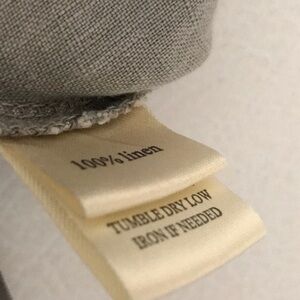 100% linen
TUMBLE DRY LOW
IRON IF NEEDED